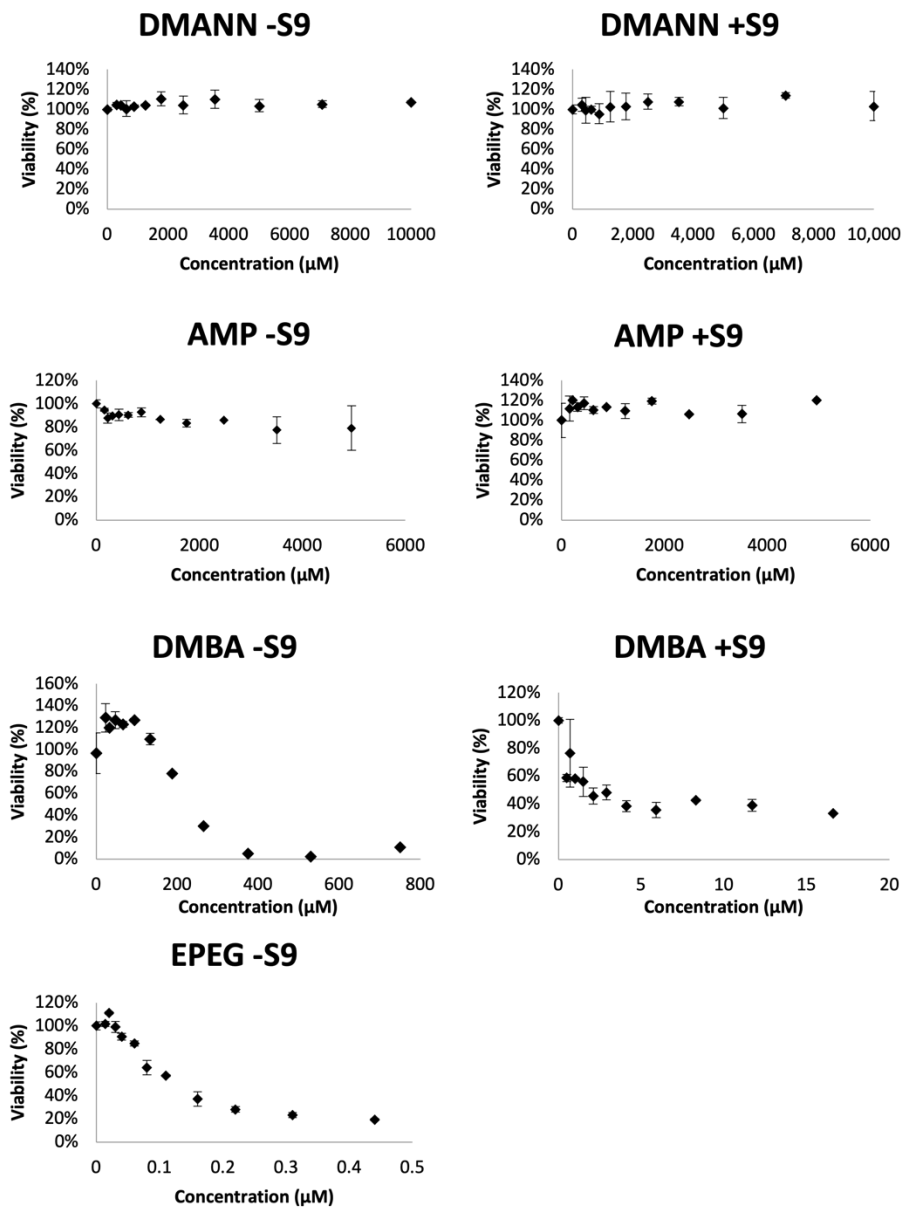 DMANN -S9
Viability (%)
140%
120%
100%
80%
60%
40%
20%
0%
0 2000 4000 6000 8000 10000
Concentration (µM)
DMANN +S9
Viability (%)
140%
120%
100%
80%
60%
40%
20%
0%
0 2,000 4,000 6,000 8,000 10,000
Concentration (µM)
AMP -S9
Viability (%)
120%
100%
80%
60%
40%
20%
0%
0 2000 4000 6000
Concentration (µM)
AMP +S9
Viability (%)
140%
120%
100%
80%
60%
40%
20%
0%
0 2000 4000 6000
Concentration (µM)
DMBA -S9
Viability (%)
160%
140%
120%
100%
80%
60%
40%
20%
0%
0 200 400 600 800
Concentration (µM)
DMBA +S9
Viability (%)
120%
100%
80%
60%
40%
20%
0%
0 5 10 15 20
Concentration (µM)
EPEG -S9
Viability (%)
120%
100%
80%
60%
40%
20%
0%
0 0.1 0.2 0.3 0.4 0.5
Concentration (µM)